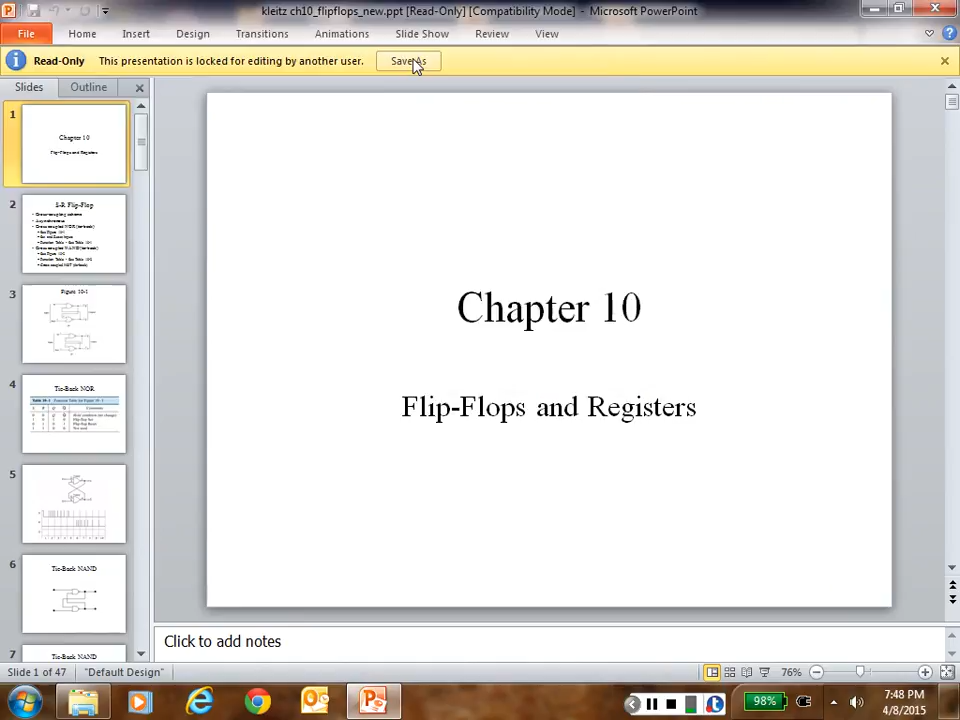 kleitz ch10_flipflops_new.ppt [Read-Only] [Compatibility Mode] - Microsoft PowerPoint
File Home Insert Design Transitions Animations Slide Show Review View
Read-Only This presentation is locked for editing by another user. Save As
Slides Outline
1
Chapter 10
Flip-Flops and Registers
2
S-R Flip-Flop
3
Figure 10-1
4
Tie-Back NOR
5
6
Tie-Back NAND
7
Tie-Back NAND
Chapter 10
Flip-Flops and Registers
Click to add notes
Slide 1 of 47 "Default Design" 76%
98% 7:48 PM
4/8/2015